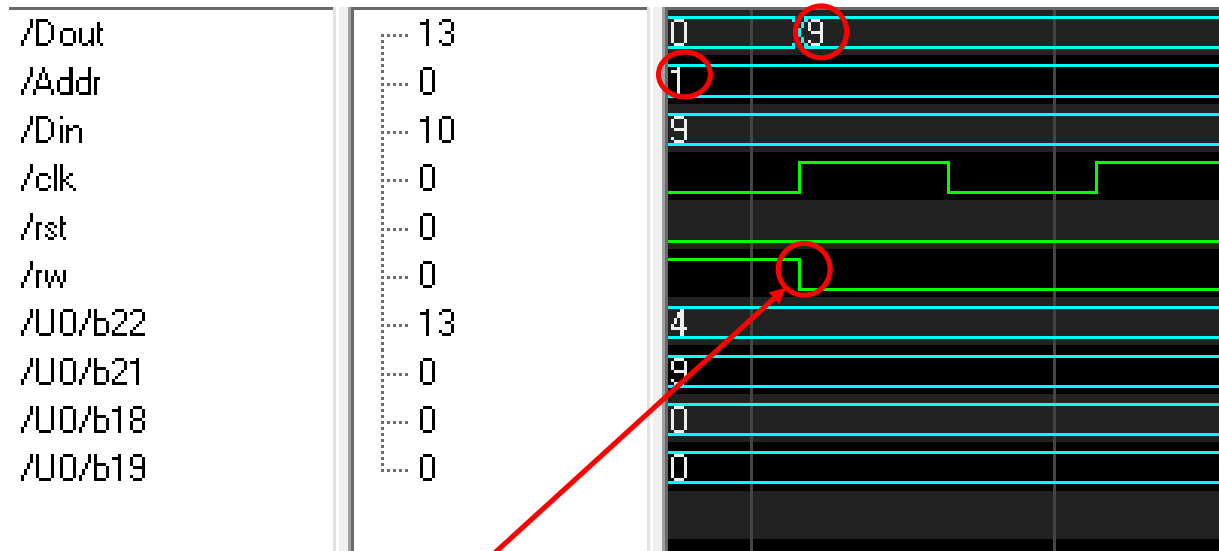 /Dout 13 0 9
/Addr 0 1
/Din 10 9
/clk 0
/rst 0
/rw 0
/U0/b22 13 4
/U0/b21 0 9
/U0/b18 0 0
/U0/b19 0 0